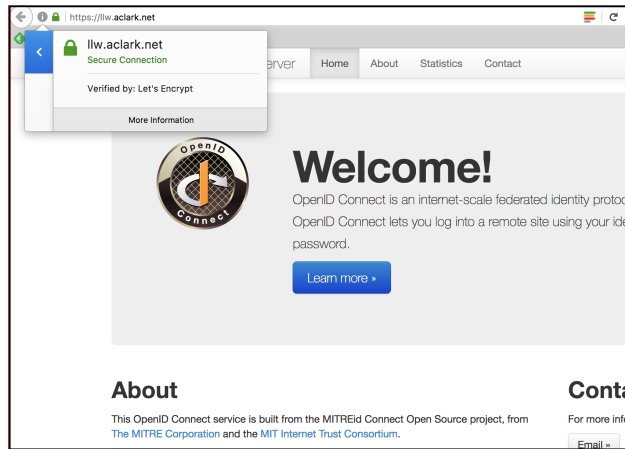 https://llw.aclark.net
llw.aclark.net
Secure Connection
Verified by: Let's Encrypt
More Information
erver Home About Statistics Contact
OpenID
Connect
Welcome!
OpenID Connect is an internet-scale federated identity protoc
OpenID Connect lets you log into a remote site using your ide
password.
Learn more »
About
This OpenID Connect service is built from the MITREid Connect Open Source project, from
The MITRE Corporation and the MIT Internet Trust Consortium.
Conta
For more info
Email »